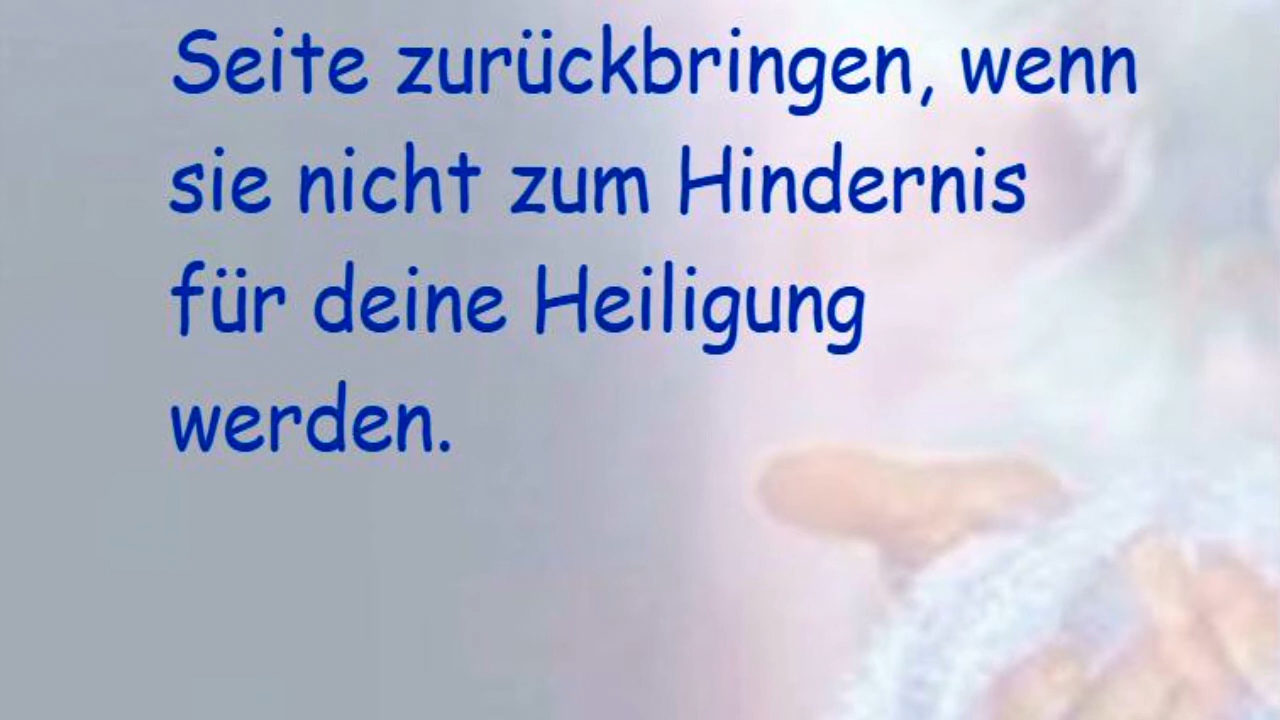 Seite zurückbringen, wenn
sie nicht zum Hindernis
für deine Heiligung
werden.